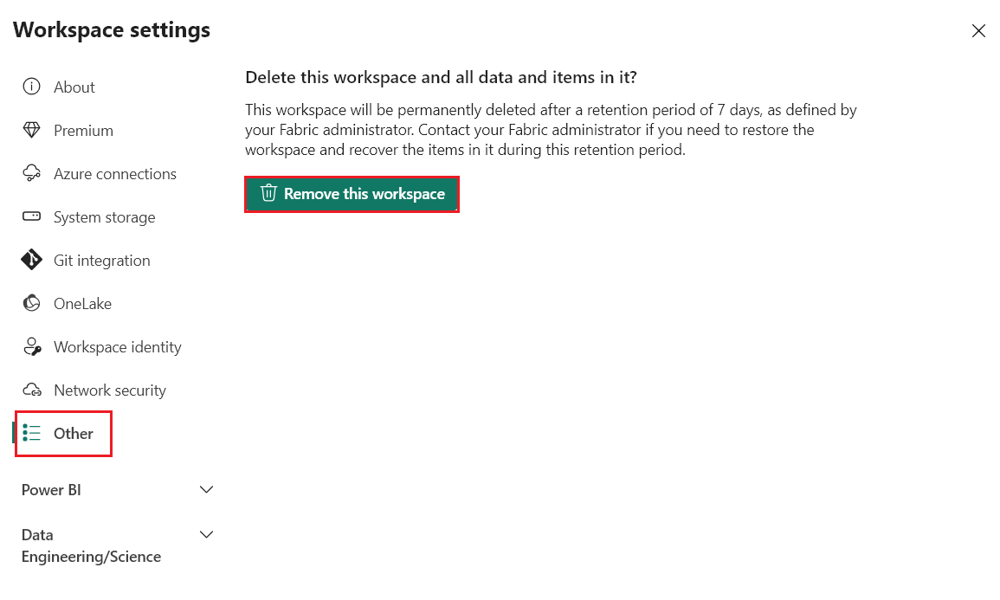 Workspace settings
About
Premium
Azure connections
System storage
Git integration
OneLake
Workspace identity
Network security
Other
Power BI
Data
Engineering/Science
Delete this workspace and all data and items in it?
This workspace will be permanently deleted after a retention period of 7 days, as defined by
your Fabric administrator. Contact your Fabric administrator if you need to restore the
workspace and recover the items in it during this retention period.
Remove this workspace